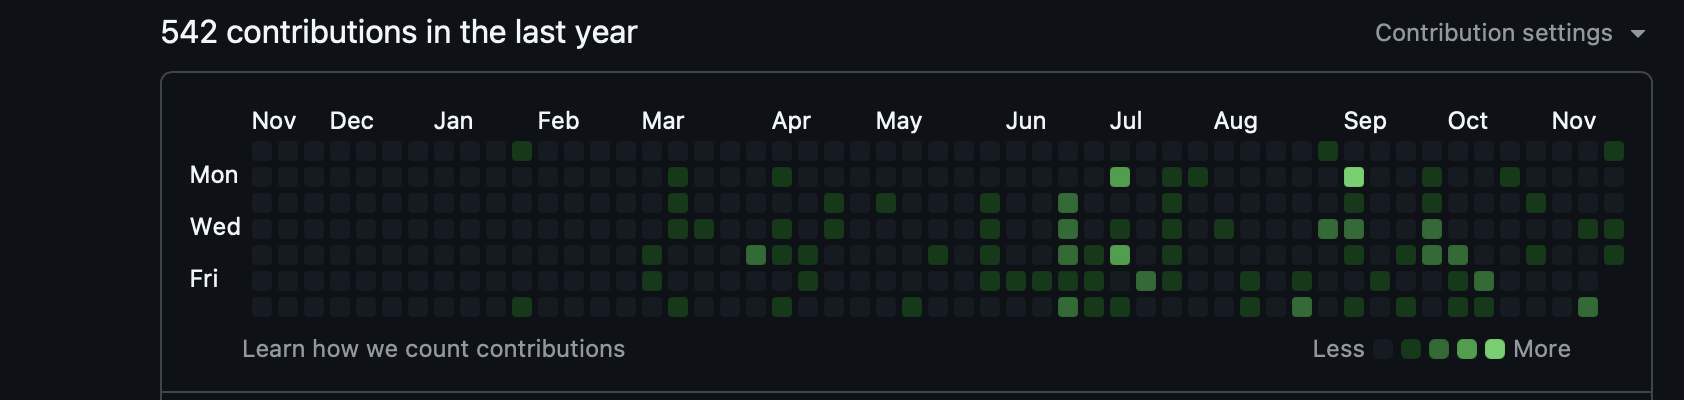 542 contributions in the last year
Contribution settings
Nov Dec Jan Feb Mar Apr May Jun Jul Aug Sep Oct Nov
Mon
Wed
Fri
Learn how we count contributions
Less More